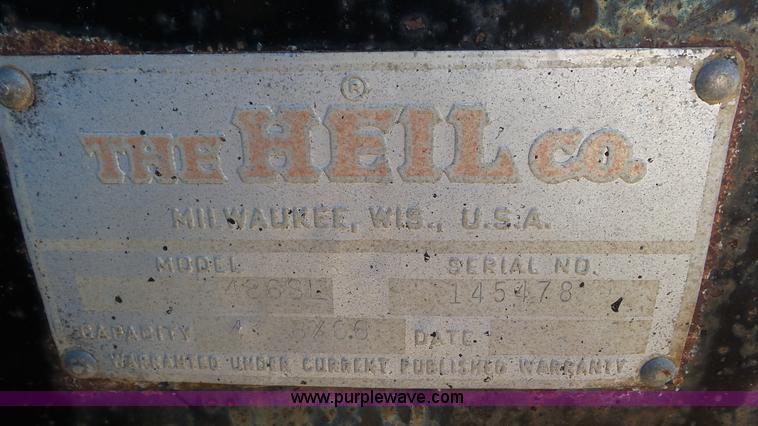 ®
THE HEIL CO.
MILWAUKEE, WIS., U.S.A.
MODEL SERIAL NO.
145478
CAPACITY DATE
WARRANTED UNDER CURRENT PUBLISHED WARRANTY
www.purplewave.com